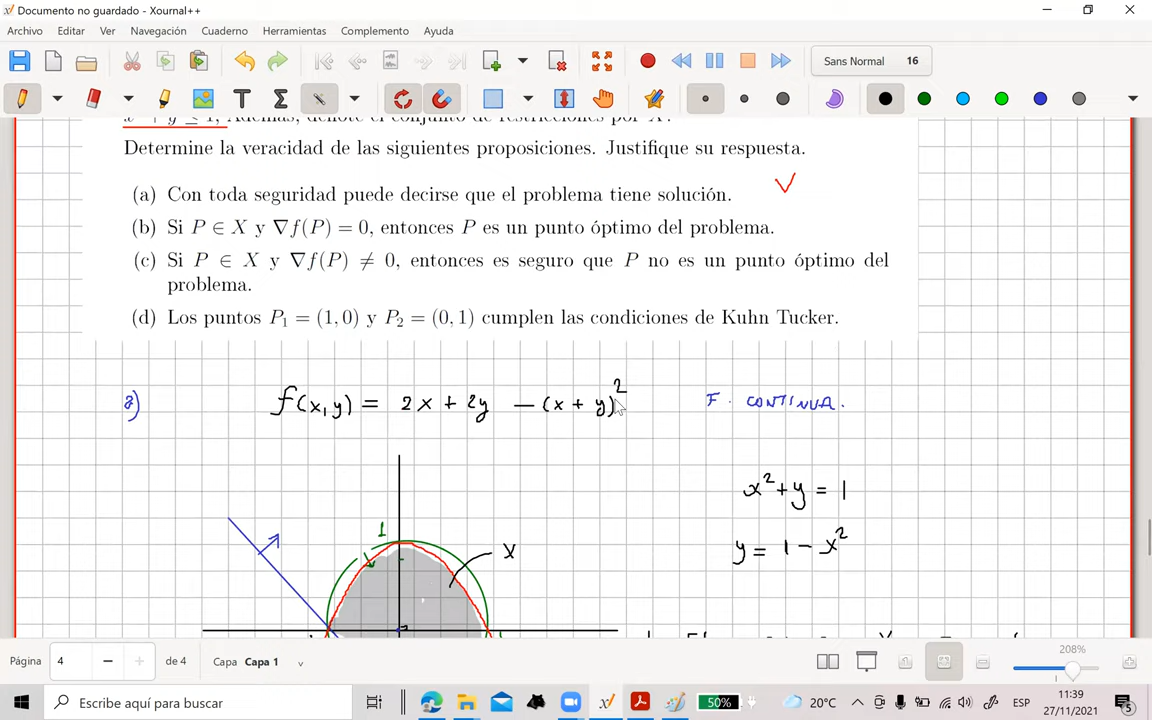 Documento no guardado - Xournal++
Archivo Editar Ver Navegación Cuaderno Herramientas Complemento Ayuda
Sans Normal 16
Determine la veracidad de las siguientes proposiciones. Justifique su respuesta.
(a) Con toda seguridad puede decirse que el problema tiene solución. V
(b) Si P ∈ X y ∇f(P) = 0, entonces P es un punto óptimo del problema.
(c) Si P ∈ X y ∇f(P) ≠ 0, entonces es seguro que P no es un punto óptimo del
problema.
(d) Los puntos P₁ = (1, 0) y P₂ = (0, 1) cumplen las condiciones de Kuhn Tucker.
a) f(x,y) = 2x + 2y - (x + y)² F. CONTINUA.
x² + y = 1
1
X
y = 1 - x²
Página 4 de 4 Capa Capa 1 208%
Escribe aquí para buscar 50% 20°C ESP 11:39
27/11/2021 5